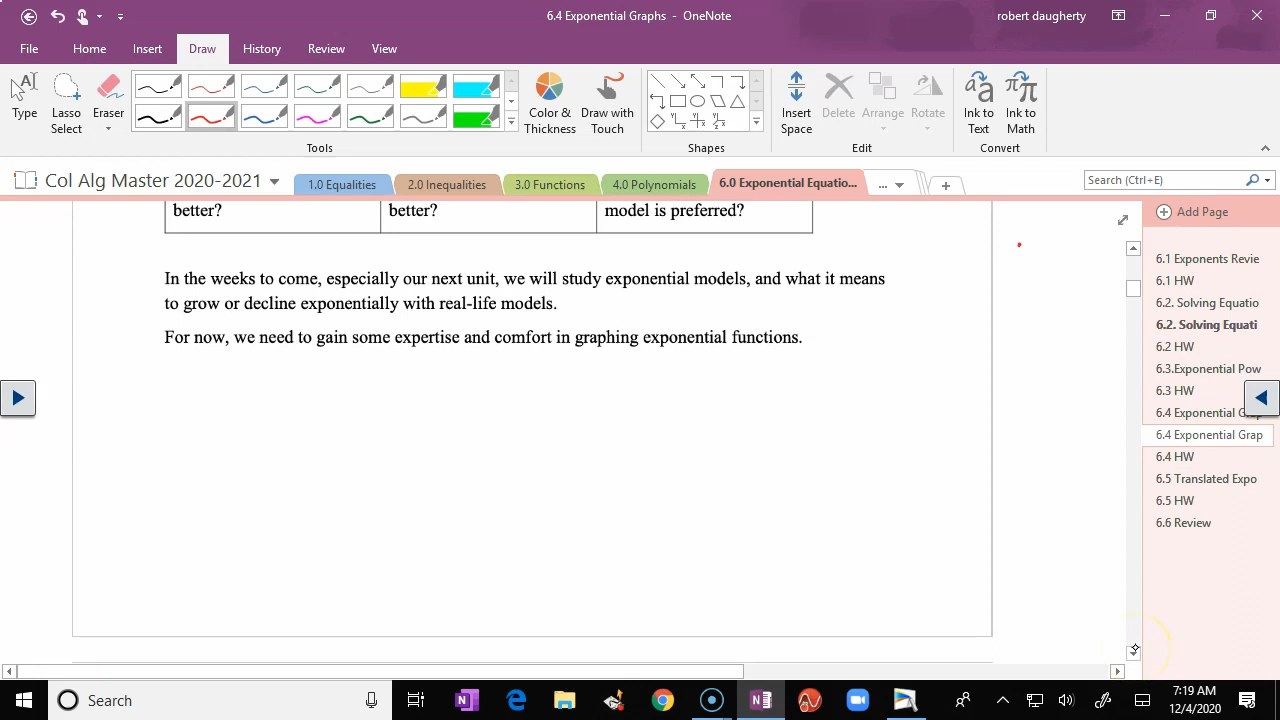 6.4 Exponential Graphs - OneNote
robert daugherty
File
Home
Insert
Draw
History
Review
View
Type
Lasso
Select
Eraser
Color &
Thickness
Draw with
Touch
Insert
Space
Delete
Arrange
Rotate
Ink to
Text
Ink to
Math
Tools
Shapes
Edit
Convert
Col Alg Master 2020-2021
1.0 Equalities
2.0 Inequalities
3.0 Functions
4.0 Polynomials
6.0 Exponential Equatio...
...
Search (Ctrl+E)
better?
better?
model is preferred?
In the weeks to come, especially our next unit, we will study exponential models, and what it means
to grow or decline exponentially with real-life models.
For now, we need to gain some expertise and comfort in graphing exponential functions.
Add Page
6.1 Exponents Revie
6.1 HW
6.2. Solving Equatio
6.2. Solving Equati
6.2 HW
6.3.Exponential Pow
6.3 HW
6.4 Exponential Grap
6.4 Exponential Grap
6.4 HW
6.5 Translated Expo
6.5 HW
6.6 Review
Search
7:19 AM
12/4/2020